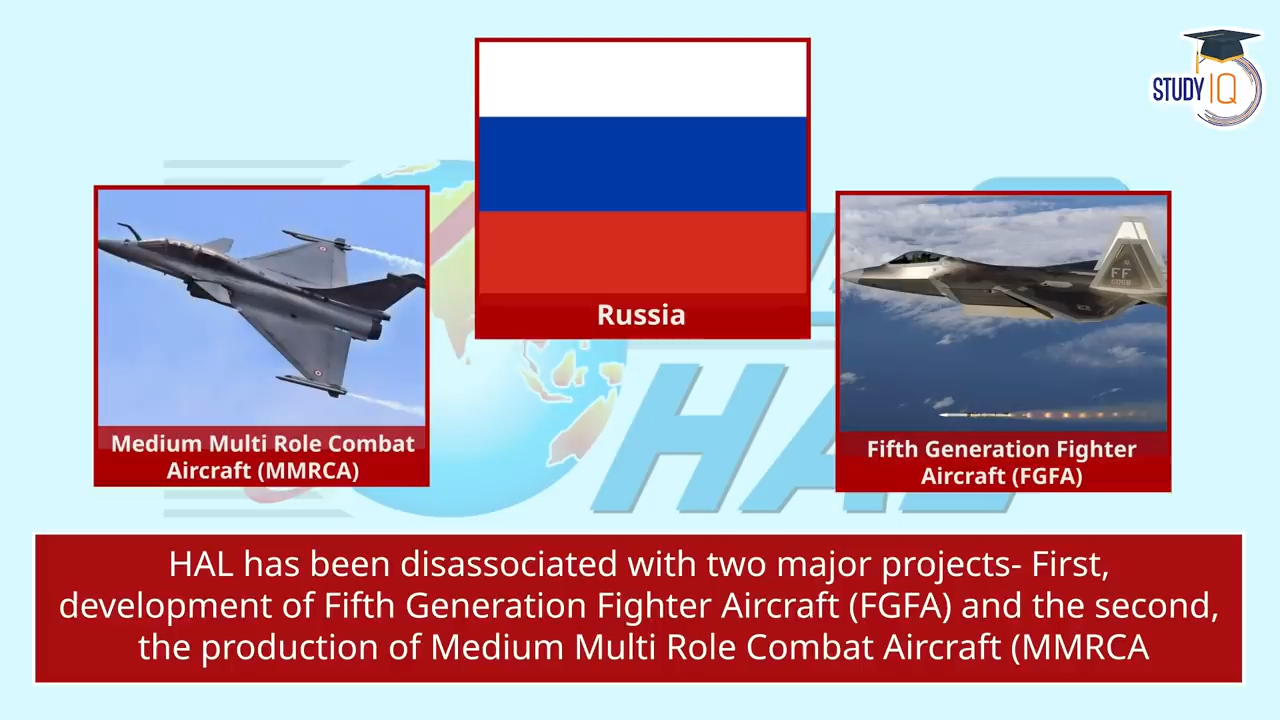 STUDY IQ
Russia
Medium Multi Role Combat
Aircraft (MMRCA)
Fifth Generation Fighter
Aircraft (FGFA)
FF
HAL
HAL has been disassociated with two major projects- First,
development of Fifth Generation Fighter Aircraft (FGFA) and the second,
the production of Medium Multi Role Combat Aircraft (MMRCA